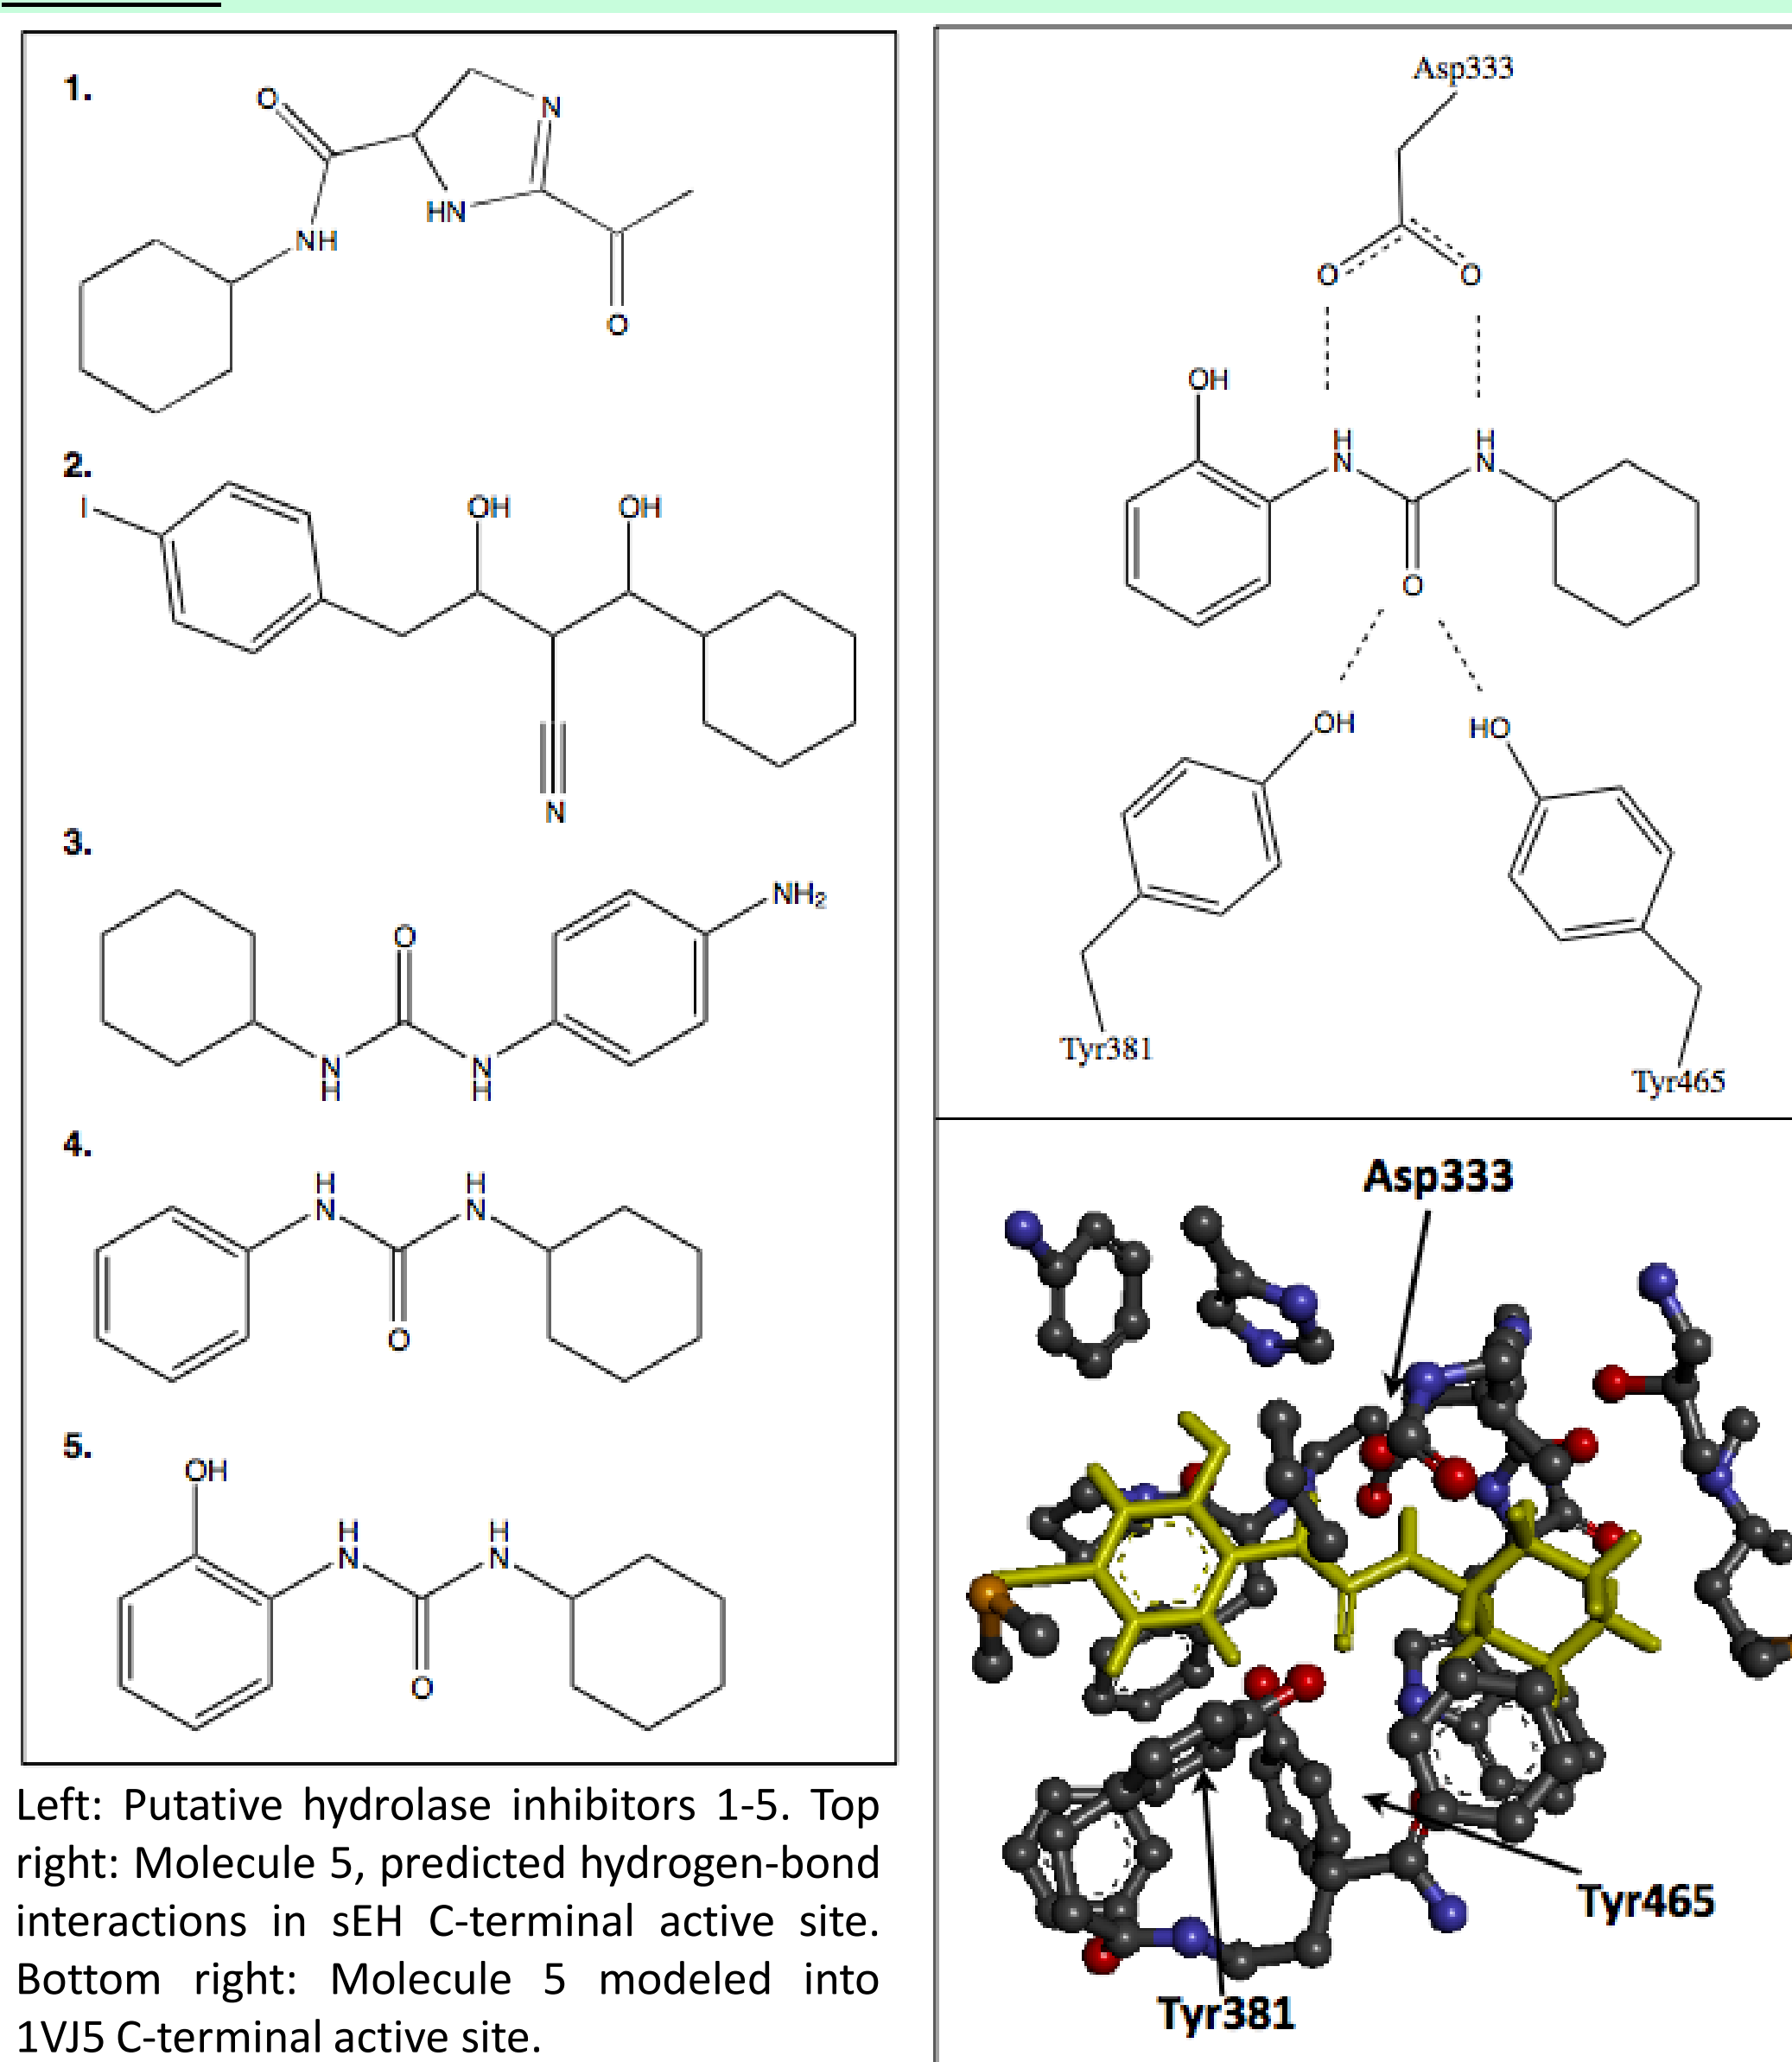 1.
O
N
HN
NH
O
2.
I
OH
OH
N
3.
NH2
O
N
H
N
H
4.
H
N
H
N
O
5.
OH
H
N
H
N
O
Left: Putative hydrolase inhibitors 1-5. Top
right: Molecule 5, predicted hydrogen-bond
interactions in sEH C-terminal active site.
Bottom right: Molecule 5 modeled into
1VJ5 C-terminal active site.
Asp333
O
O
OH
H
N
H
N
O
OH
HO
Tyr381
Tyr465
Asp333
Tyr465
Tyr381